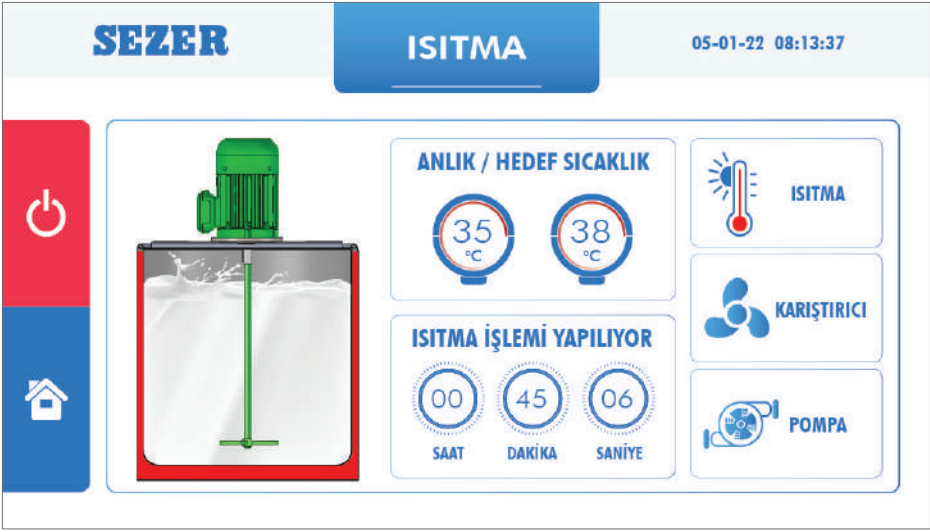 SEZER
ISITMA
05-01-22 08:13:37
ANLIK / HEDEF SICAKLIK
35 °C
38 °C
ISITMA İŞLEMİ YAPILIYOR
00 45 06
SAAT DAKİKA SANİYE
ISITMA
KARIŞTIRICI
POMPA